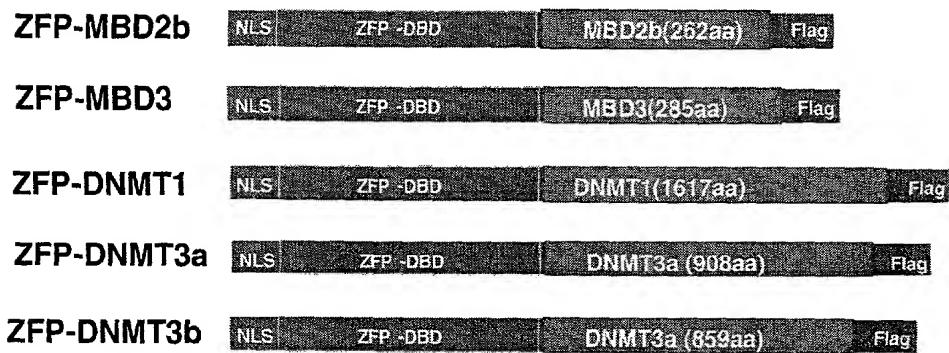 ZFP-MBD2b NLS ZFP -DBD MBD2b(262aa) Flag
ZFP-MBD3 NLS ZFP -DBD MBD3(285aa) Flag
ZFP-DNMT1 NLS ZFP -DBD DNMT1(1617aa) Flag
ZFP-DNMT3a NLS ZFP -DBD DNMT3a (908aa) Flag
ZFP-DNMT3b NLS ZFP -DBD DNMT3a (859aa) Flag